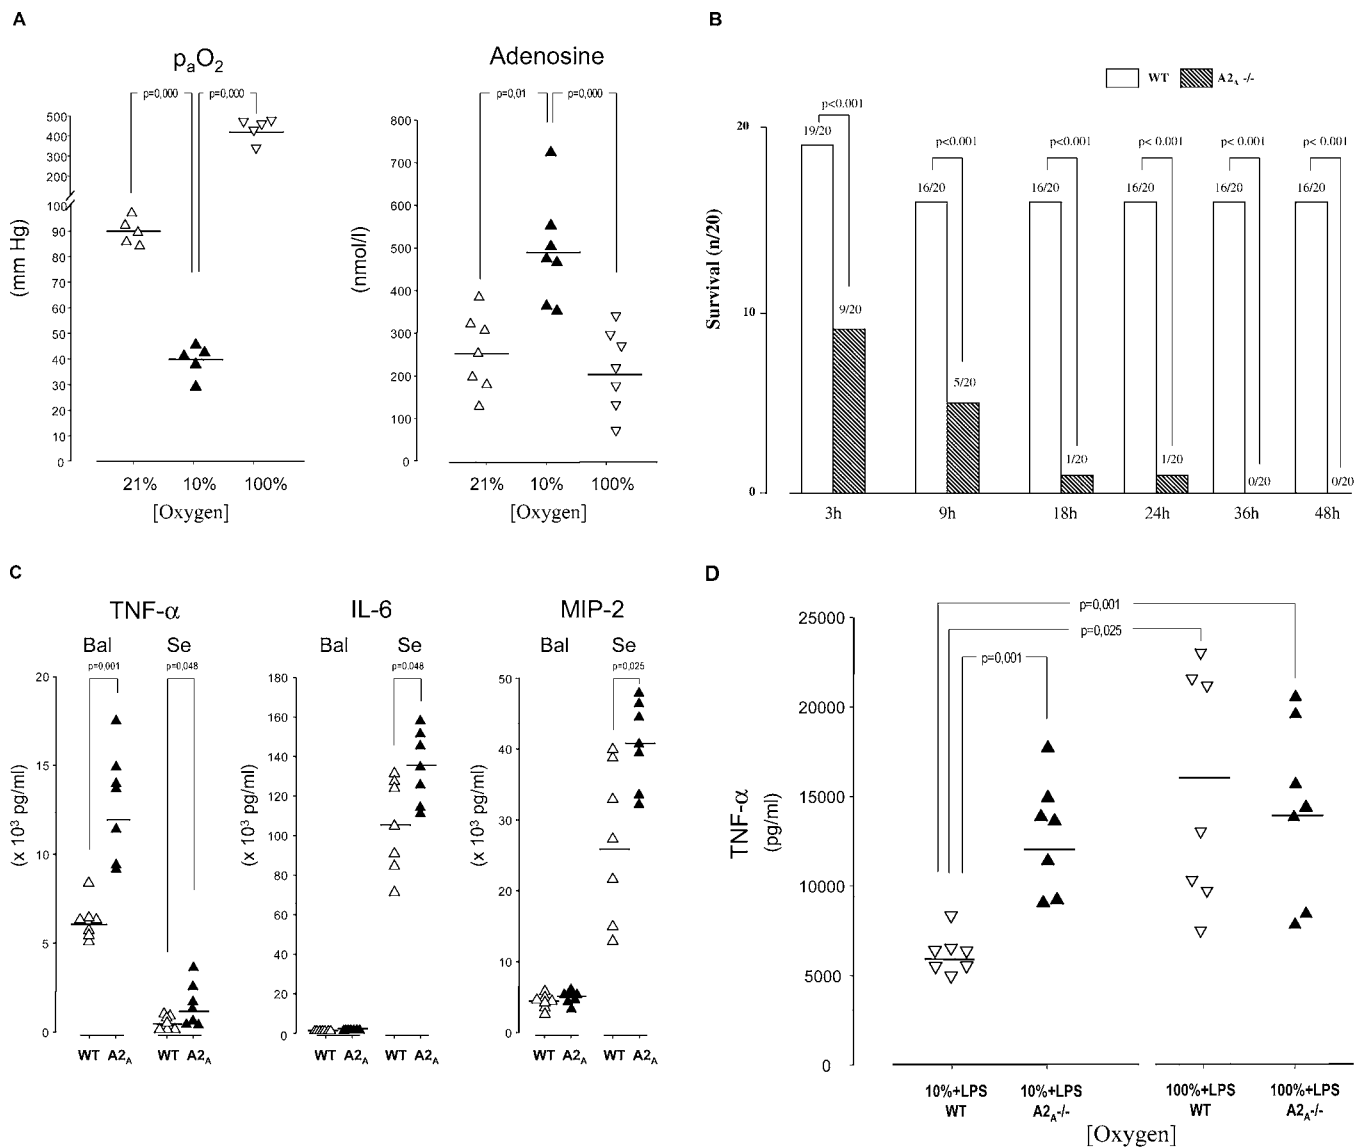 A
pₐO₂
p=0,000
p=0,000
(mm Hg)
500
400
300
200
100
90
80
70
60
50
40
30
20
10
0
21% 10% 100%
[Oxygen]
Adenosine
p=0,01
p=0,000
(nmol/l)
800
700
600
500
400
300
200
100
0
21% 10% 100%
[Oxygen]
B
WT
A2ₐ -/-
Survival (n/20)
20
10
0
p<0.001
19/20
9/20
p<0.001
16/20
5/20
p< 0.001
16/20
1/20
p< 0.001
16/20
1/20
p< 0.001
16/20
0/20
p< 0.001
16/20
0/20
3h 9h 18h 24h 36h 48h
C
TNF-α
Bal Se
p=0,001
p=0,048
(x 10³ pg/ml)
20
15
10
5
0
WT A2ₐ WT A2ₐ
IL-6
Bal Se
p=0.048
(x 10³ pg/ml)
180
160
140
120
100
80
60
40
20
0
WT A2ₐ WT A2ₐ
MIP-2
Bal Se
p=0,025
(x 10³ pg/ml)
50
40
30
20
10
0
WT A2ₐ WT A2ₐ
D
p=0,001
p=0,025
p=0,001
TNF-α
(pg/ml)
25000
20000
15000
10000
5000
0
10%+LPS 10%+LPS 100%+LPS 100%+LPS
WT A2ₐ-/- WT A2ₐ-/-
[Oxygen]